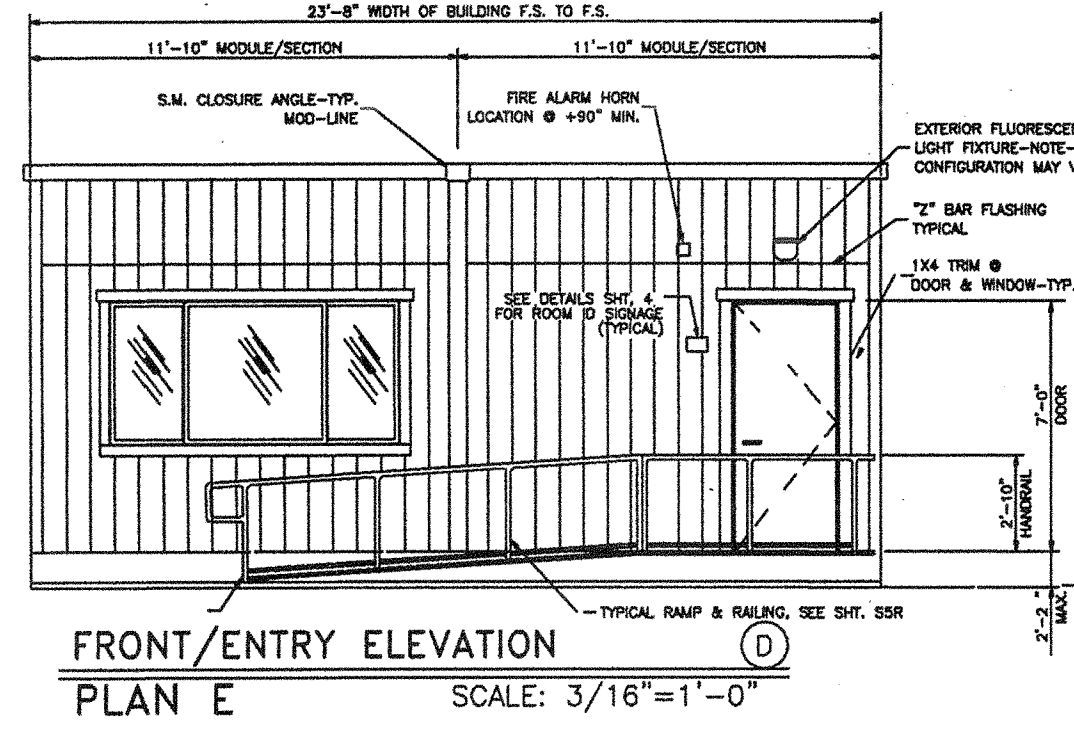 23'-8" WIDTH OF BUILDING F.S. TO F.S.
11'-10" MODULE/SECTION
11'-10" MODULE/SECTION
S.M. CLOSURE ANGLE-TYP.
MOD-LINE
FIRE ALARM HORN
LOCATION @ +90" MIN.
EXTERIOR FLUORESCE
LIGHT FIXTURE-NOTE-
CONFIGURATION MAY V
"Z" BAR FLASHING
TYPICAL
1X4 TRIM @
DOOR & WINDOW-TYP.
SEE DETAILS SHT. 4
FOR ROOM ID SIGNAGE
(TYPICAL)
7'-0"
DOOR
2'-10"
HANDRAIL
2'-2"
MAX.
TYPICAL RAMP & RAILING, SEE SHT. S5R
FRONT/ENTRY ELEVATION
D
PLAN E
SCALE: 3/16"=1'-0"